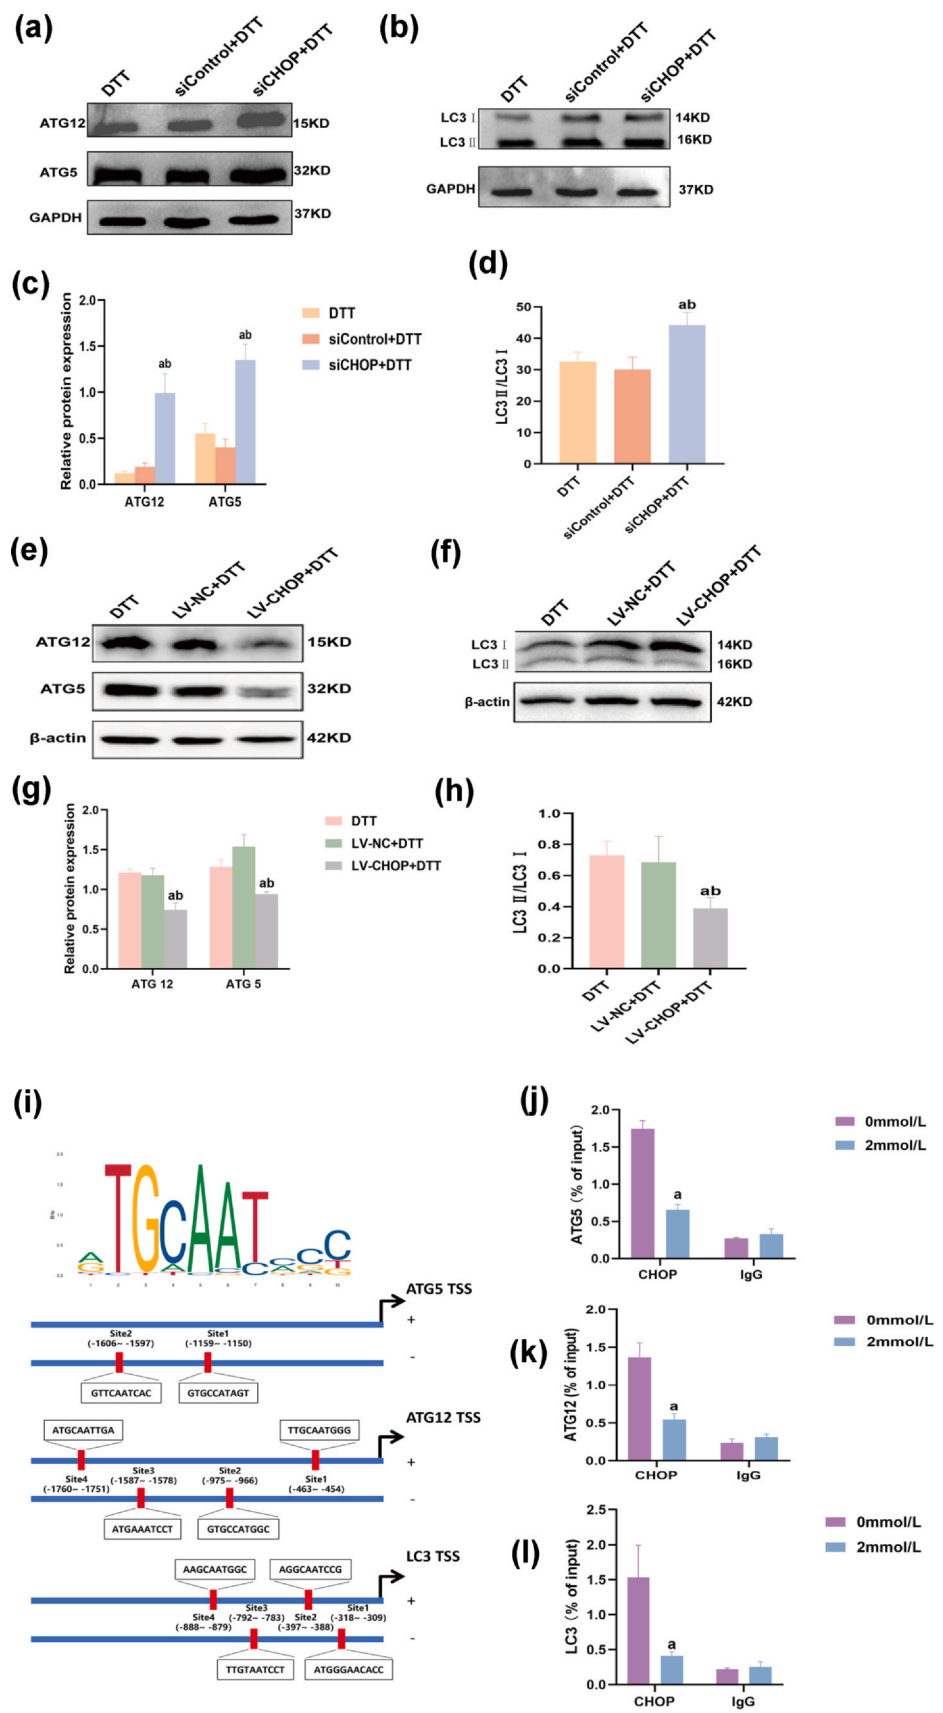 (a)
DTT
siControl+DTT
siCHOP+DTT
ATG12
15KD
ATG5
32KD
GAPDH
37KD
(b)
DTT
siControl+DTT
siCHOP+DTT
LC3 Ⅰ
14KD
LC3 Ⅱ
16KD
GAPDH
37KD
(c)
Relative protein expression
2.0
1.5
1.0
0.5
0.0
ab
ab
ATG12
ATG5
DTT
siControl+DTT
siCHOP+DTT
(d)
LC3 Ⅱ/LC3 Ⅰ
50
40
30
20
10
0
ab
DTT
siControl+DTT
siCHOP+DTT
(e)
DTT
LV-NC+DTT
LV-CHOP+DTT
ATG12
15KD
ATG5
32KD
β-actin
42KD
(f)
DTT
LV-NC+DTT
LV-CHOP+DTT
LC3 Ⅰ
14KD
LC3 Ⅱ
16KD
β-actin
42KD
(g)
Relative protein expression
2.0
1.5
1.0
0.5
0.0
ab
ab
ATG 12
ATG 5
DTT
LV-NC+DTT
LV-CHOP+DTT
(h)
LC3 Ⅱ/LC3 Ⅰ
1.0
0.8
0.6
0.4
0.2
0.0
ab
DTT
LV-NC+DTT
LV-CHOP+DTT
(i)
TGCAATCCC
1 2 3 4 5 6 7 8 9 10
ATG5 TSS
+
Site2
(-1606~ -1597)
Site1
(-1159~ -1150)
-
GTTCAATCAC
GTGCCATAGT
ATG12 TSS
ATGCAATTGA
TTGCAATGGG
+
Site4
(-1760~ -1751)
Site3
(-1587~ -1578)
Site2
(-975~ -966)
Site1
(-463~ -454)
-
ATGAAATCCT
GTGCCATGGC
LC3 TSS
AAGCAATGGC
AGGCAATCCG
+
Site4
(-888~ -879)
Site3
(-792~ -783)
Site2
(-397~ -388)
Site1
(-318~ -309)
-
TTGTAATCCT
ATGGGAACACC
(j)
ATG5 (% of input)
2.0
1.5
1.0
0.5
0.0
a
CHOP
IgG
0mmol/L
2mmol/L
(k)
ATG12 (% of input)
2.0
1.5
1.0
0.5
0.0
a
CHOP
IgG
0mmol/L
2mmol/L
(l)
LC3 (% of input)
2.5
2.0
1.5
1.0
0.5
0.0
a
CHOP
IgG
0mmol/L
2mmol/L